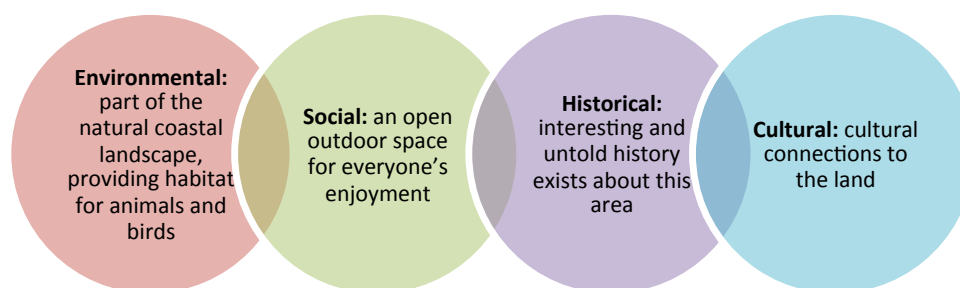 Environmental:
part of the
natural coastal
landscape,
providing habitat
for animals and
birds
Social: an open
outdoor space
for everyone’s
enjoyment
Historical:
interesting and
untold history
exists about this
area
Cultural: cultural
connections to
the land